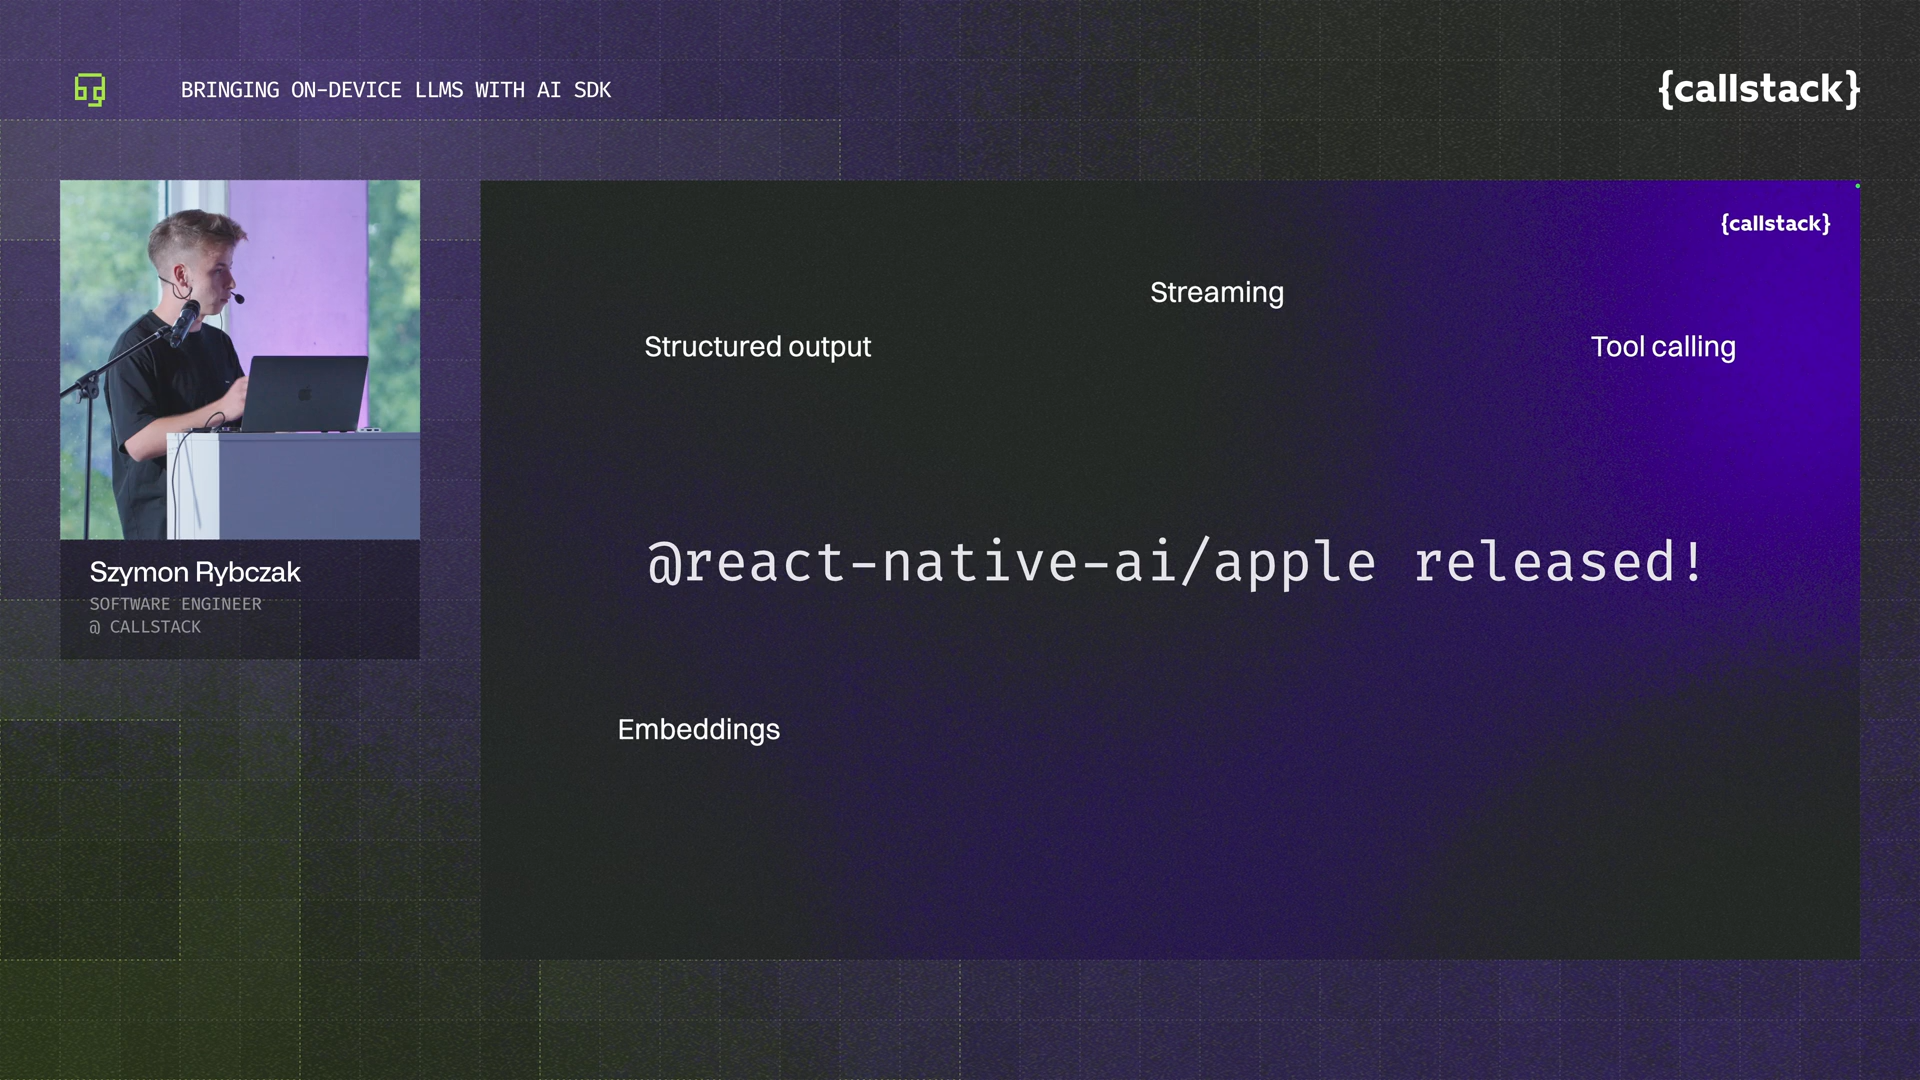 BRINGING ON-DEVICE LLMS WITH AI SDK
{callstack}
{callstack}
Streaming
Structured output
Tool calling
@react-native-ai/apple released!
Embeddings
Szymon Rybczak
SOFTWARE ENGINEER
@ CALLSTACK